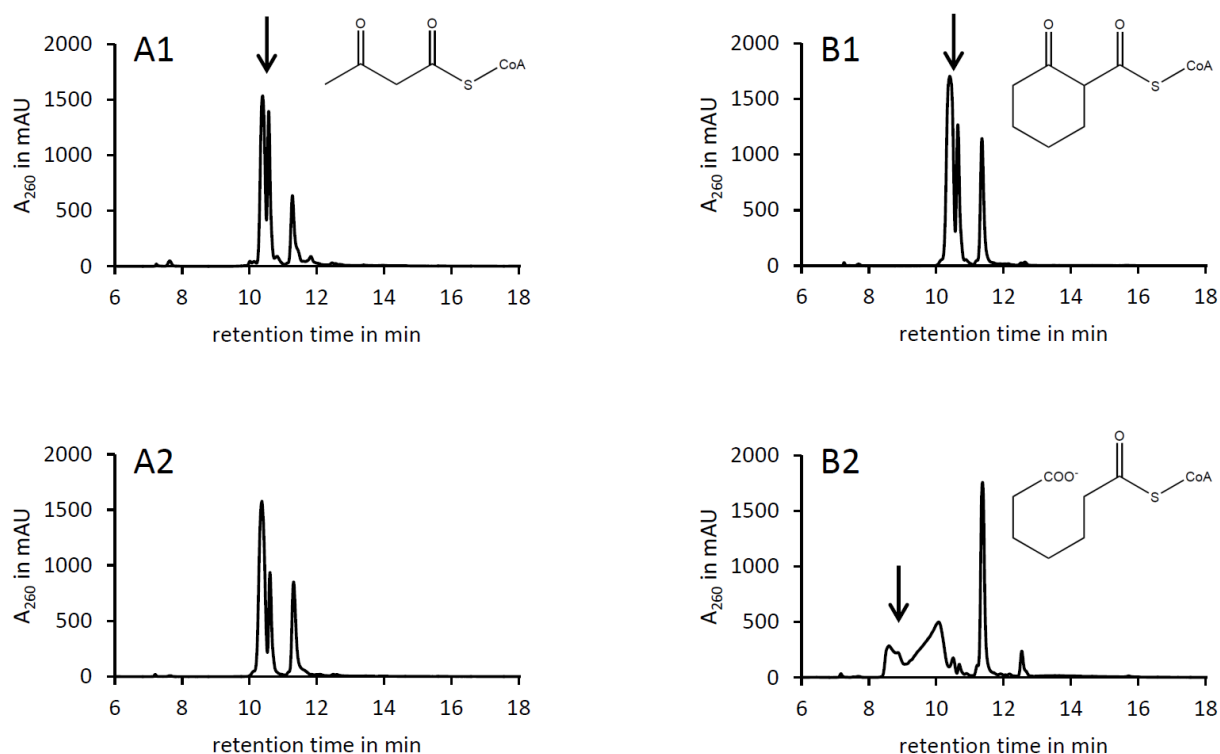 A1
O O
S CoA
A260 in mAU
2000
1500
1000
500
0
6 8 10 12 14 16 18
retention time in min
B1
O O
S CoA
A260 in mAU
2000
1500
1000
500
0
6 8 10 12 14 16 18
retention time in min
A2
A260 in mAU
2000
1500
1000
500
0
6 8 10 12 14 16 18
retention time in min
B2
O
COO-
S CoA
A260 in mAU
2000
1500
1000
500
0
6 8 10 12 14 16 18
retention time in min